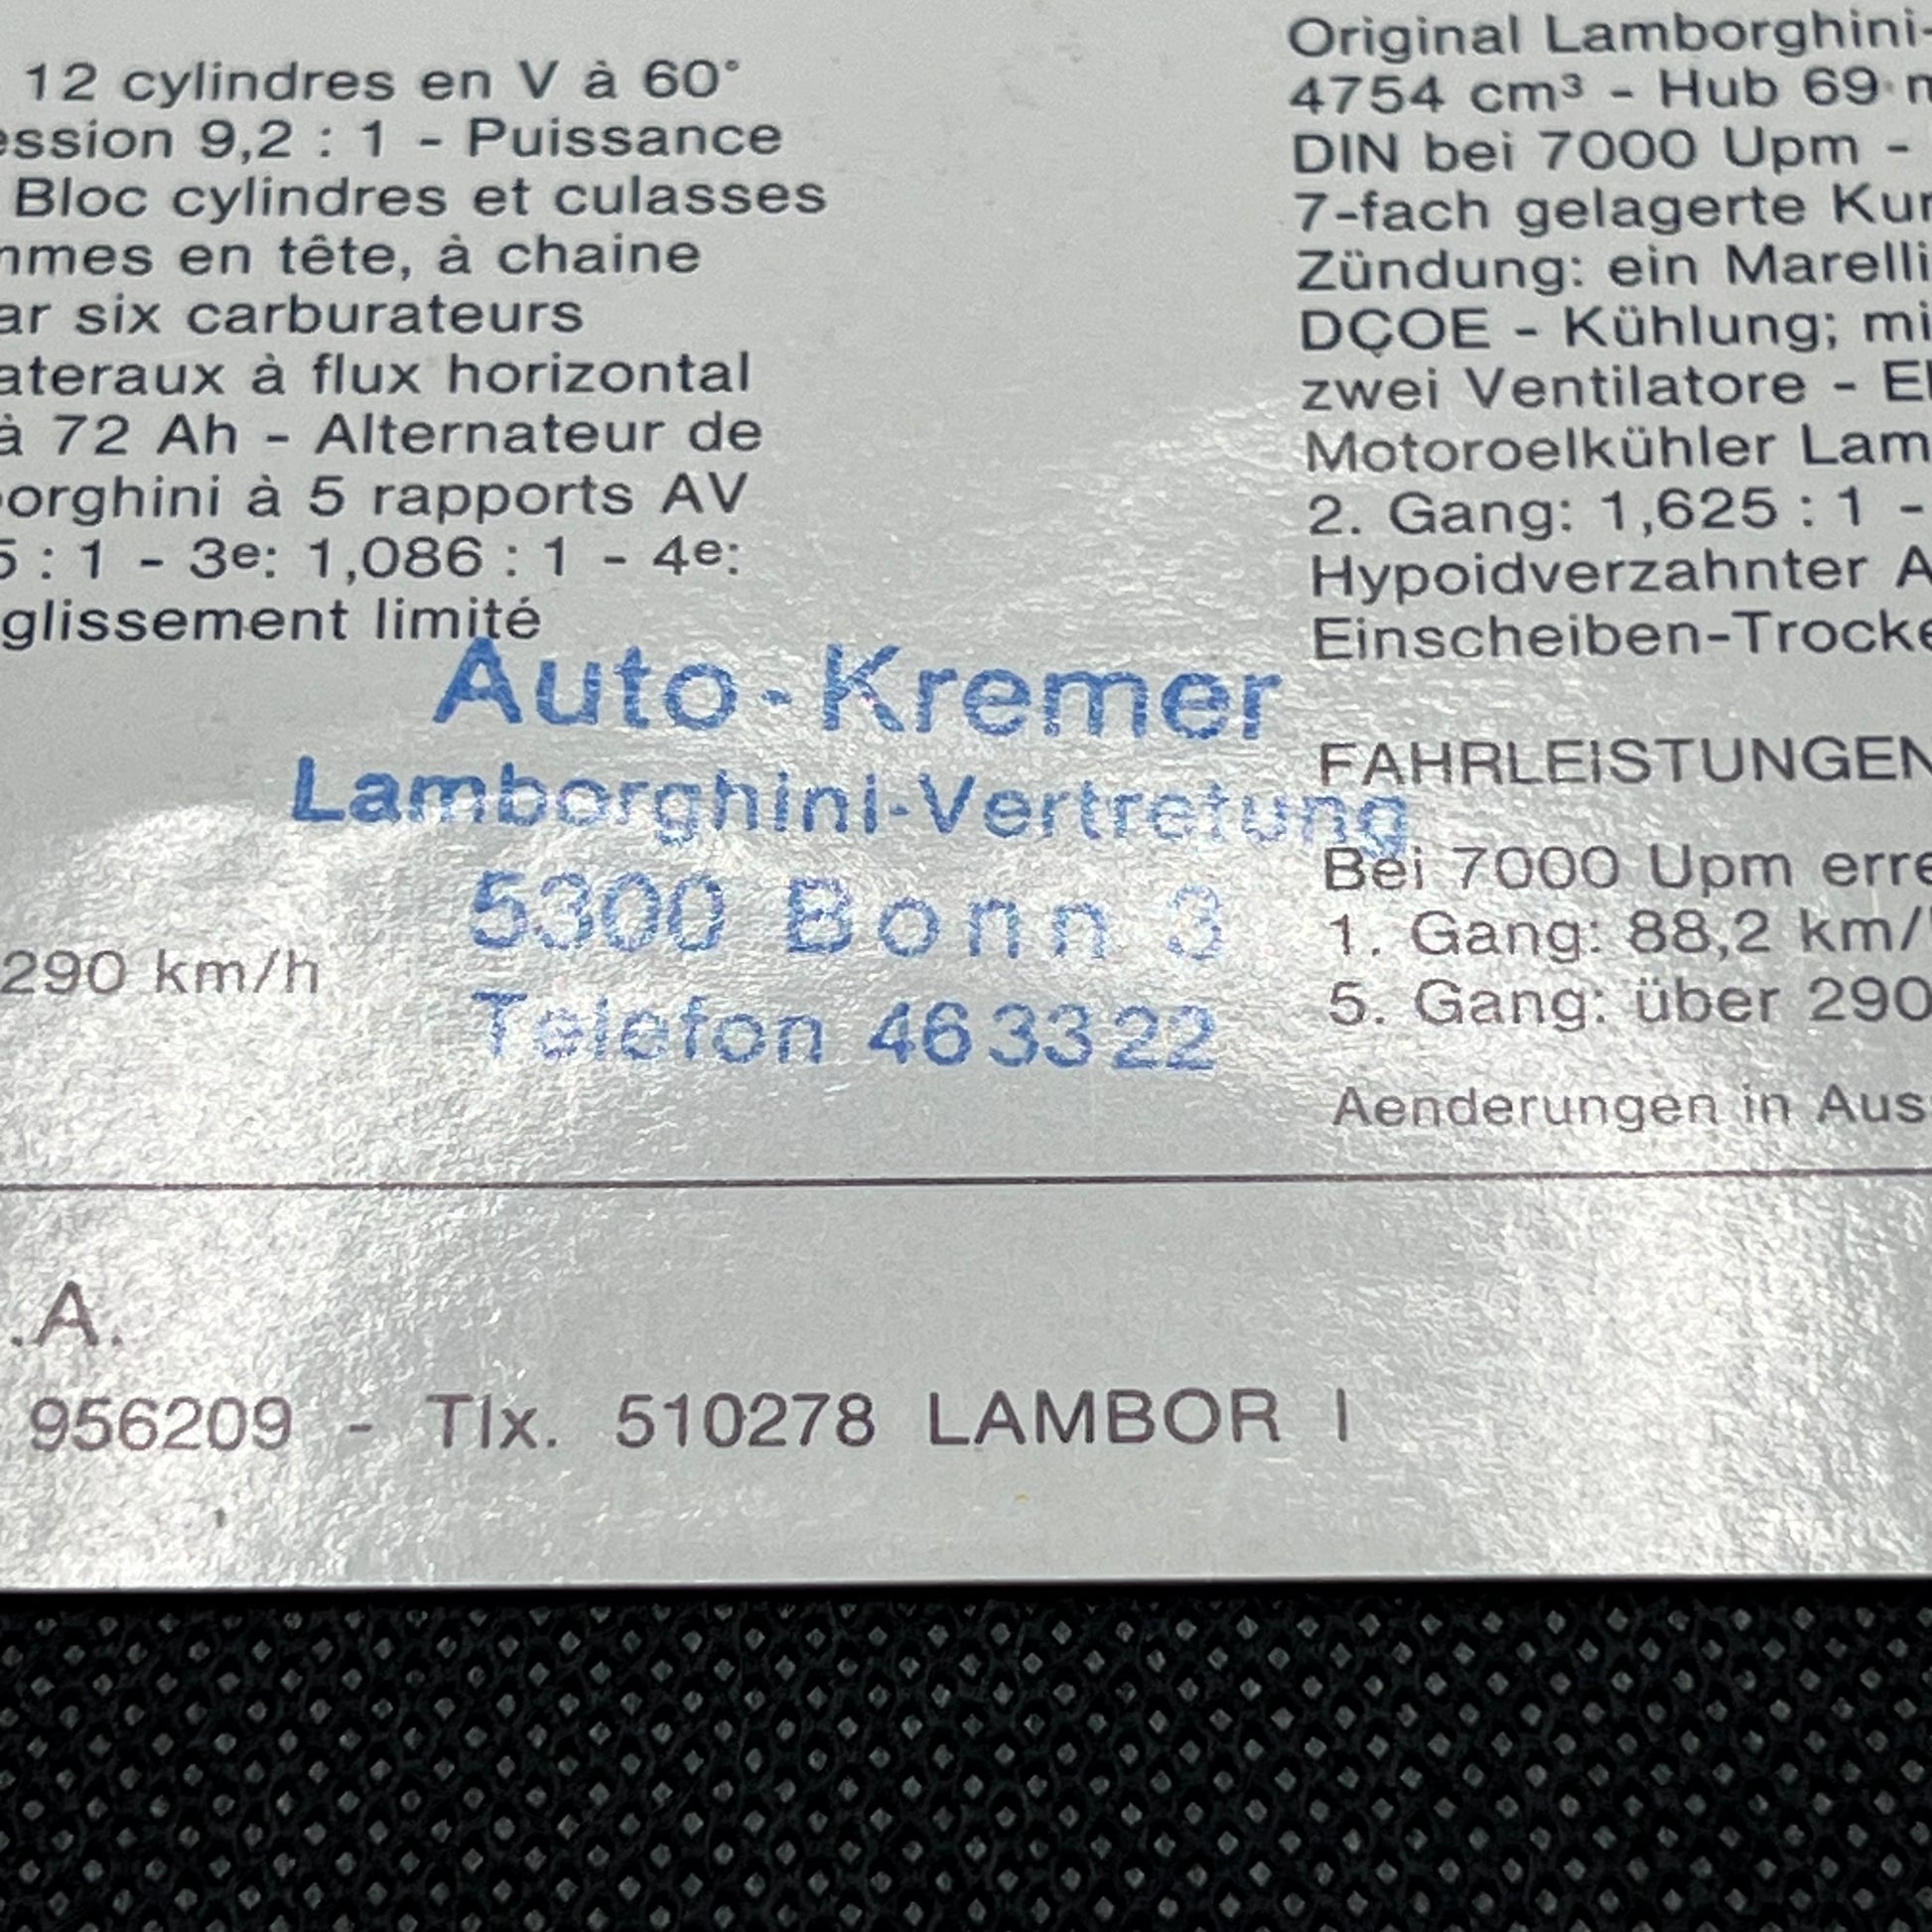 12 cylindres en V à 60°
ession 9,2 : 1 - Puissance
Bloc cylindres et culasses
mmes en tête, à chaine
ar six carburateurs
ateraux à flux horizontal
à 72 Ah - Alternateur de
orghini à 5 rapports AV
5 : 1 - 3e: 1,086 : 1 - 4e:
glissement limité
290 km/h
Original Lamborghini-
4754 cm³ - Hub 69 m
DIN bei 7000 Upm -
7-fach gelagerte Kur
Zündung: ein Marelli
DÇOE - Kühlung; mi
zwei Ventilatore - El
Motoroelkühler Lam
2. Gang: 1,625 : 1 -
Hypoidverzahnter A
Einscheiben-Trocke
FAHRLEISTUNGEN
Bei 7000 Upm erre
1. Gang: 88,2 km/
5. Gang: über 290
Aenderungen in Aus
Auto-Kremer
Lamborghini-Vertretung
5300 Bonn 3
Telefon 463322
.A.
956209 - Tlx. 510278 LAMBOR I